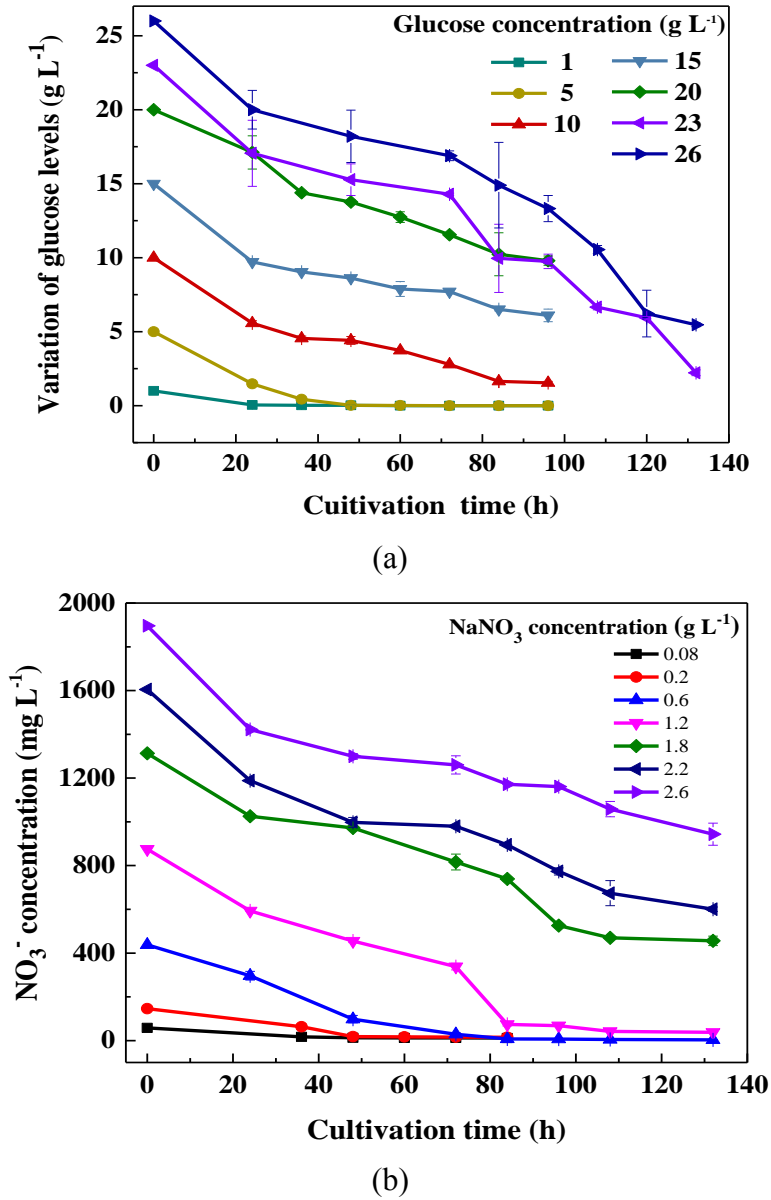 Glucose concentration (g L⁻¹)
1 15
5 20
10 23
26
Variation of glucose levels (g L⁻¹)
25
20
15
10
5
0
0 20 40 60 80 100 120 140
Cuitivation time (h)
(a)
NaNO₃ concentration (g L⁻¹)
0.08
0.2
0.6
1.2
1.8
2.2
2.6
NO₃⁻ concentration (mg L⁻¹)
2000
1600
1200
800
400
0
0 20 40 60 80 100 120 140
Cultivation time (h)
(b)